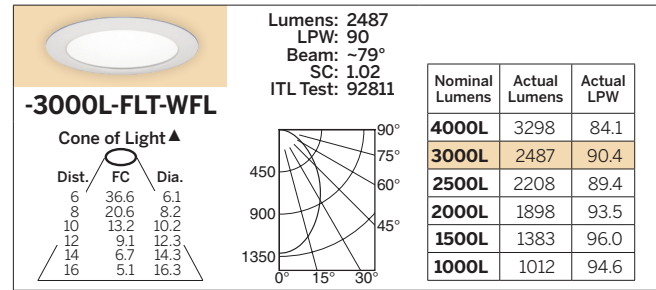 -3000L-FLT-WFL
Cone of Light▲
Dist. FC Dia.
6 36.6 6.1
8 20.6 8.2
10 13.2 10.2
12 9.1 12.3
14 6.7 14.3
16 5.1 16.3
Lumens: 2487
LPW: 90
Beam: ~79°
SC: 1.02
ITL Test: 92811
90°
75°
450
60°
900
45°
1350
0° 15° 30°
Nominal Lumens Actual Lumens Actual LPW
4000L 3298 84.1
3000L 2487 90.4
2500L 2208 89.4
2000L 1898 93.5
1500L 1383 96.0
1000L 1012 94.6